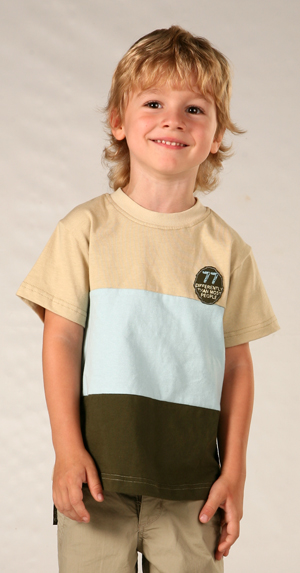 77
DIFFERENTLY
THAN MOST
PEOPLE